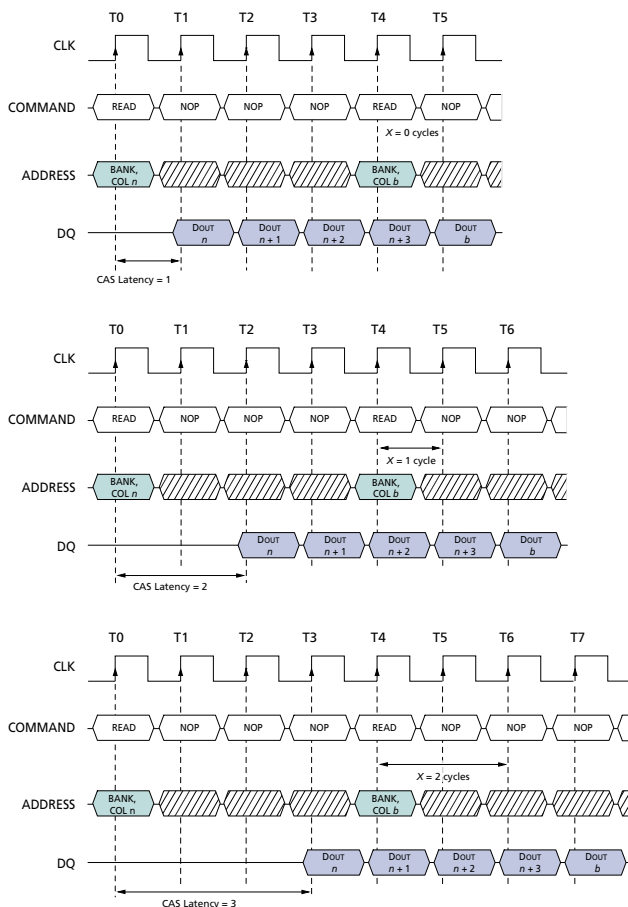 T0 T1 T2 T3 T4 T5
CLK
COMMAND READ NOP NOP NOP READ NOP
X = 0 cycles
ADDRESS BANK, COL n BANK, COL b
DQ DOUT n DOUT n + 1 DOUT n + 2 DOUT n + 3 DOUT b
CAS Latency = 1
T0 T1 T2 T3 T4 T5 T6
CLK
COMMAND READ NOP NOP NOP READ NOP NOP
X = 1 cycle
ADDRESS BANK, COL n BANK, COL b
DQ DOUT n DOUT n + 1 DOUT n + 2 DOUT n + 3 DOUT b
CAS Latency = 2
T0 T1 T2 T3 T4 T5 T6 T7
CLK
COMMAND READ NOP NOP NOP READ NOP NOP NOP
X = 2 cycles
ADDRESS BANK, COL n BANK, COL b
DQ DOUT n DOUT n + 1 DOUT n + 2 DOUT n + 3 DOUT b
CAS Latency = 3